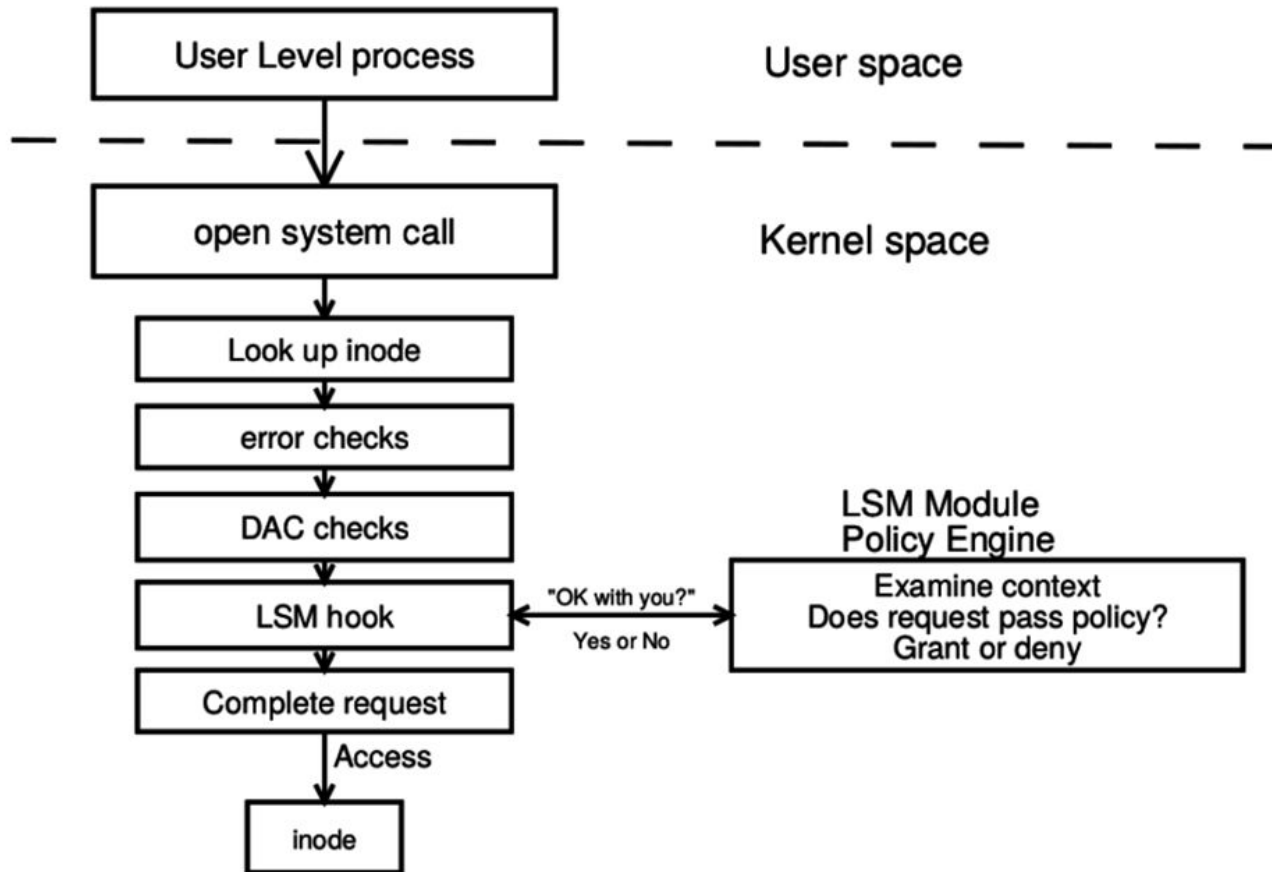 User Level process
User space
open system call
Kernel space
Look up inode
error checks
DAC checks
LSM Module
Policy Engine
LSM hook
"OK with you?"
Yes or No
Examine context
Does request pass policy?
Grant or deny
Complete request
Access
inode